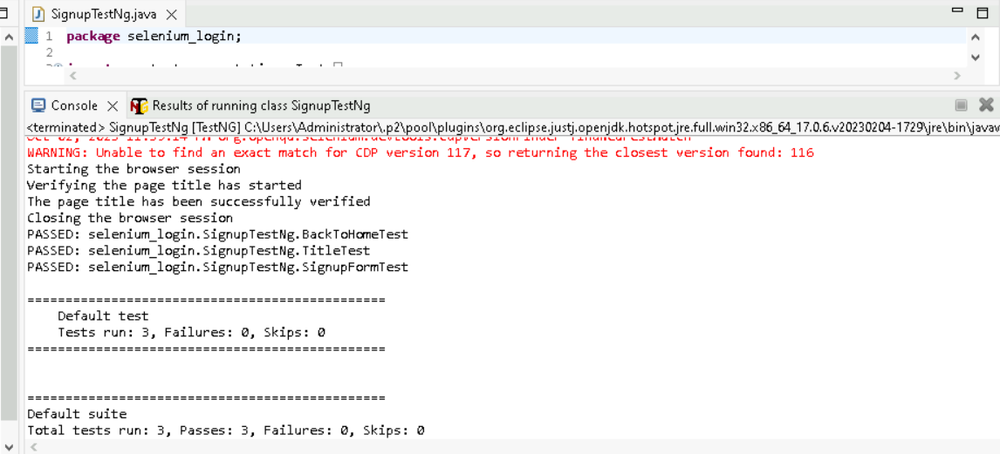 SignupTestNg.java
1 package selenium_login;
2
Console
Results of running class SignupTestNg
<terminated> SignupTestNg [TestNG] C:\Users\Administrator\.p2\pool\plugins\org.eclipse.justj.openjdk.hotspot.jre.full.win32.x86_64_17.0.6.v20230204-1729\jre\bin\javaw
WARNING: Unable to find an exact match for CDP version 117, so returning the closest version found: 116
Starting the browser session
Verifying the page title has started
The page title has been successfully verified
Closing the browser session
PASSED: selenium_login.SignupTestNg.BackToHomeTest
PASSED: selenium_login.SignupTestNg.TitleTest
PASSED: selenium_login.SignupTestNg.SignupFormTest
===============================================
Default test
Tests run: 3, Failures: 0, Skips: 0
===============================================
===============================================
Default suite
Total tests run: 3, Passes: 3, Failures: 0, Skips: 0